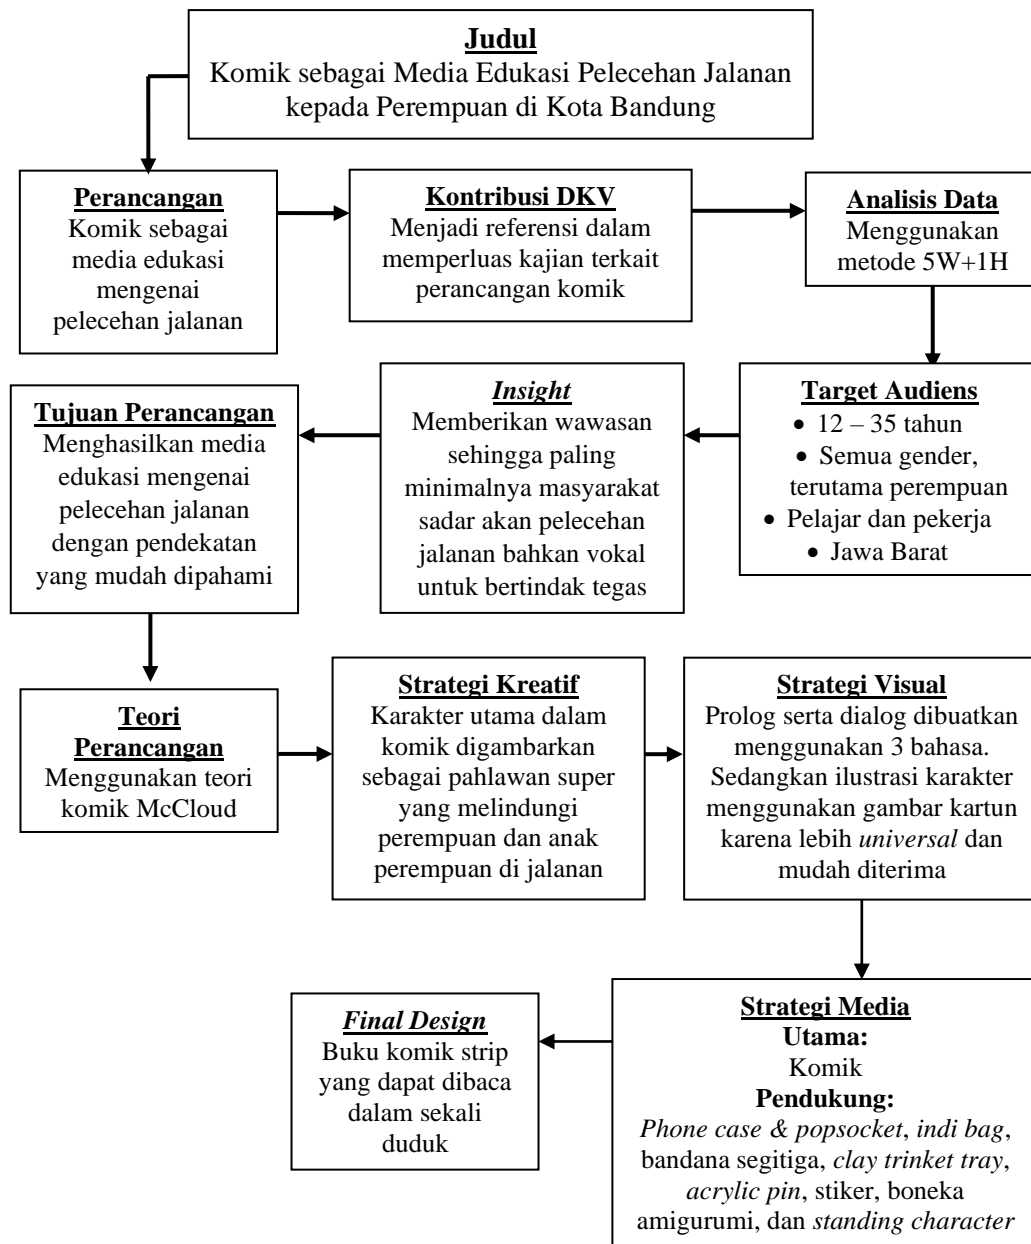 Judul
Komik sebagai Media Edukasi Pelecehan Jalanan
kepada Perempuan di Kota Bandung
Perancangan
Komik sebagai
media edukasi
mengenai
pelecehan jalanan
Kontribusi DKV
Menjadi referensi dalam
memperluas kajian terkait
perancangan komik
Analisis Data
Menggunakan
metode 5W+1H
Target Audiens
• 12 – 35 tahun
• Semua gender,
terutama perempuan
• Pelajar dan pekerja
• Jawa Barat
Insight
Memberikan wawasan
sehingga paling
minimalnya masyarakat
sadar akan pelecehan
jalanan bahkan vokal
untuk bertindak tegas
Tujuan Perancangan
Menghasilkan media
edukasi mengenai
pelecehan jalanan
dengan pendekatan
yang mudah dipahami
Teori
Perancangan
Menggunakan teori
komik McCloud
Strategi Kreatif
Karakter utama dalam
komik digambarkan
sebagai pahlawan super
yang melindungi
perempuan dan anak
perempuan di jalanan
Strategi Visual
Prolog serta dialog dibuatkan
menggunakan 3 bahasa.
Sedangkan ilustrasi karakter
menggunakan gambar kartun
karena lebih universal dan
mudah diterima
Strategi Media
Utama:
Komik
Pendukung:
Phone case & popsocket, indi bag,
bandana segitiga, clay trinket tray,
acrylic pin, stiker, boneka
amigurumi, dan standing character
Final Design
Buku komik strip
yang dapat dibaca
dalam sekali
duduk